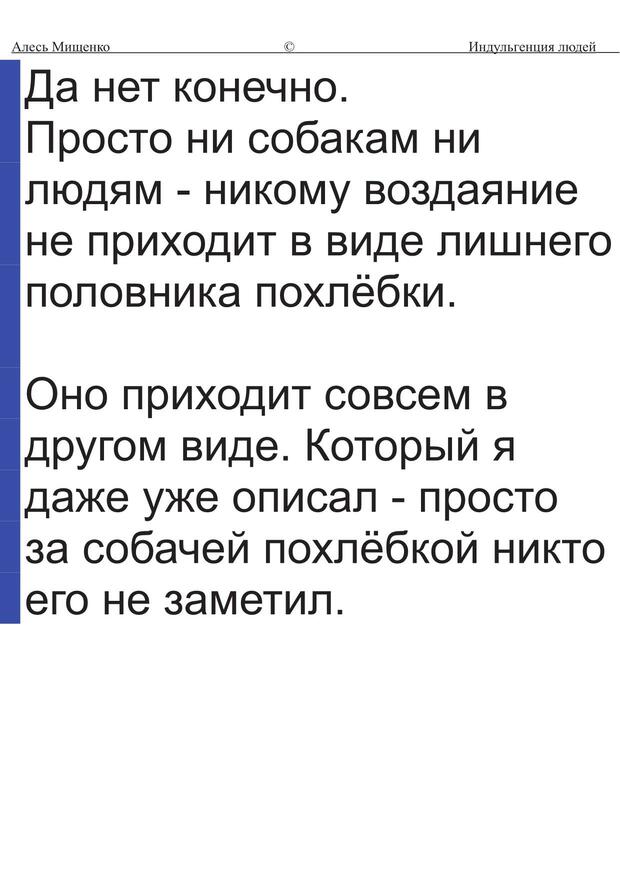 Алесь Мищенко © Индульгенция людей
Да нет конечно.
Просто ни собакам ни
людям - никому воздаяние
не приходит в виде лишнего
половника похлёбки.
Оно приходит совсем в
другом виде. Который я
даже уже описал - просто
за собачей похлёбкой никто
его не заметил.